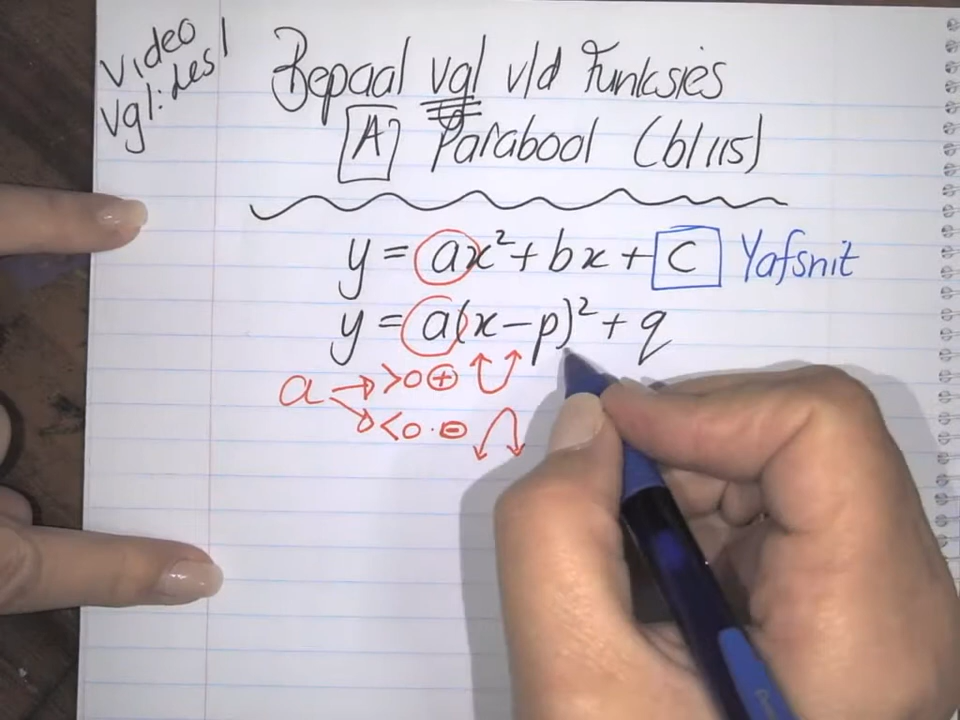 Video
Vgl: les 1
Bepaal vgl v/d Funksies
A Parabool (bl 115)
y = ax² + bx + c Yafsnit
y = a(x - p)² + q
a → > 0 ⊕
→ < 0 · ⊖